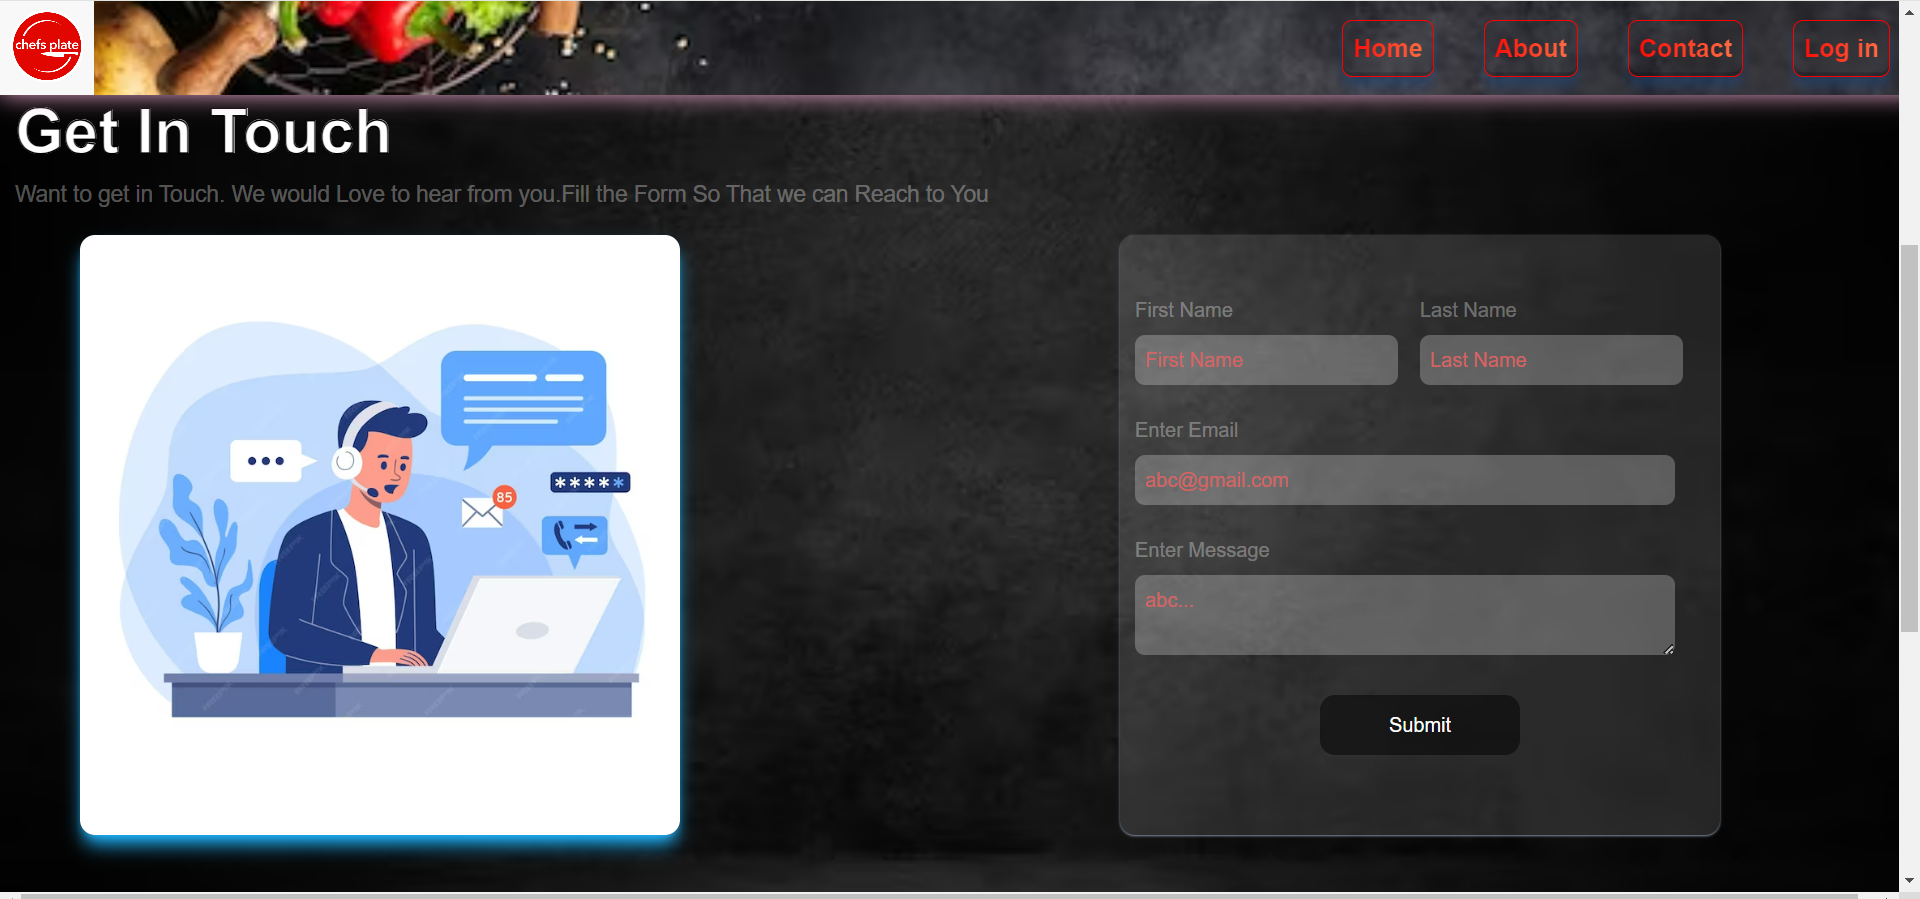 chefs plate
Home
About
Contact
Log in
Get In Touch
Want to get in Touch. We would Love to hear from you.Fill the Form So That we can Reach to You
85
*****
First Name
Last Name
First Name
Last Name
Enter Email
abc@gmail.com
Enter Message
abc...
Submit